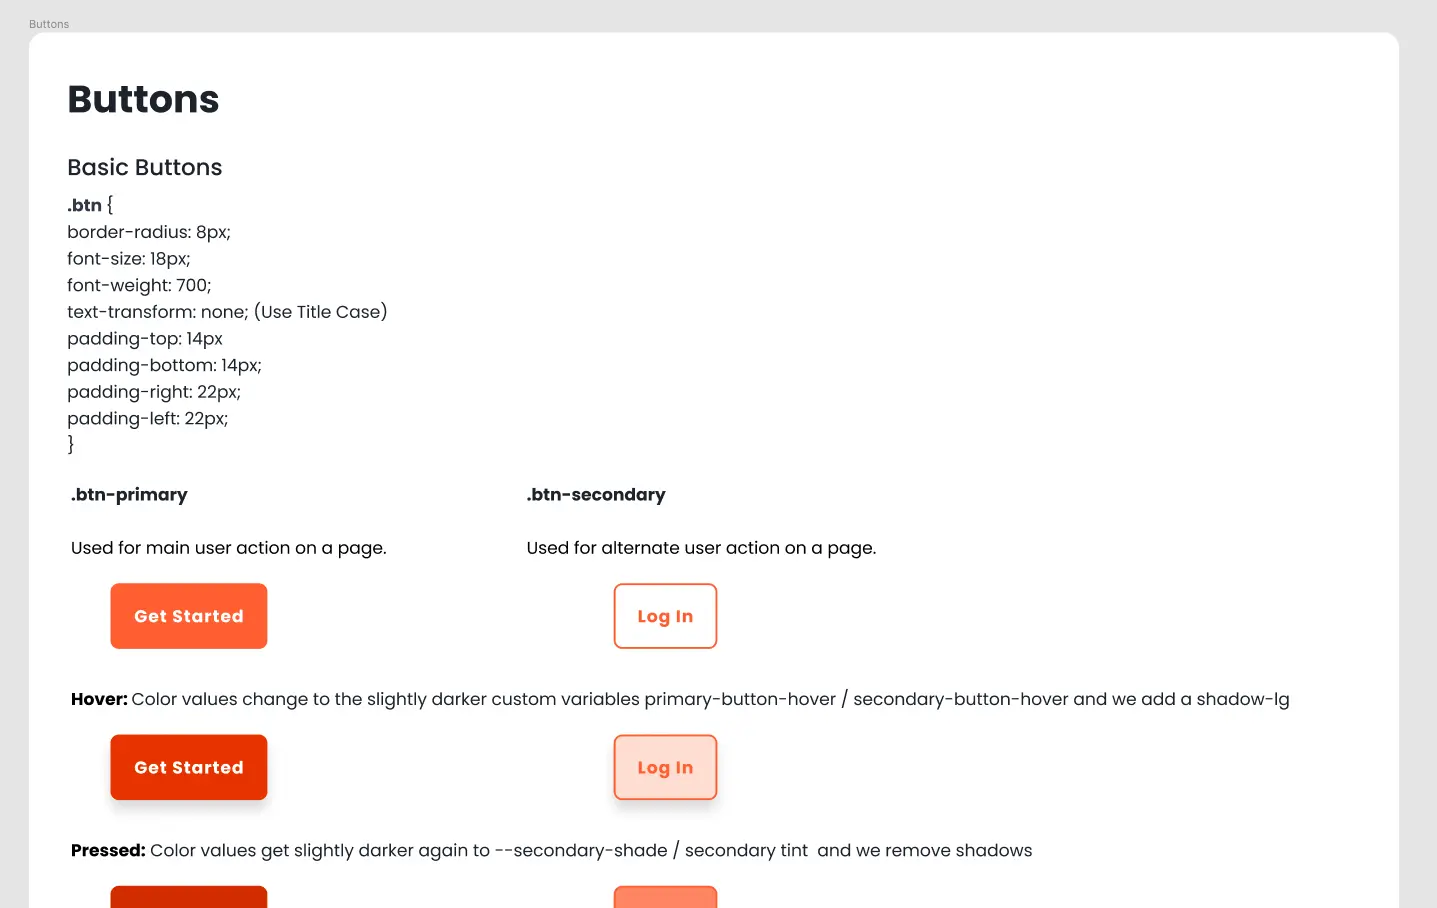 Buttons
Buttons
Basic Buttons
.btn {
border-radius: 8px;
font-size: 18px;
font-weight: 700;
text-transform: none; (Use Title Case)
padding-top: 14px
padding-bottom: 14px;
padding-right: 22px;
padding-left: 22px;
}
.btn-primary
.btn-secondary
Used for main user action on a page.
Used for alternate user action on a page.
Get Started
Log In
Hover: Color values change to the slightly darker custom variables primary-button-hover / secondary-button-hover and we add a shadow-lg
Get Started
Log In
Pressed: Color values get slightly darker again to --secondary-shade / secondary tint  and we remove shadows